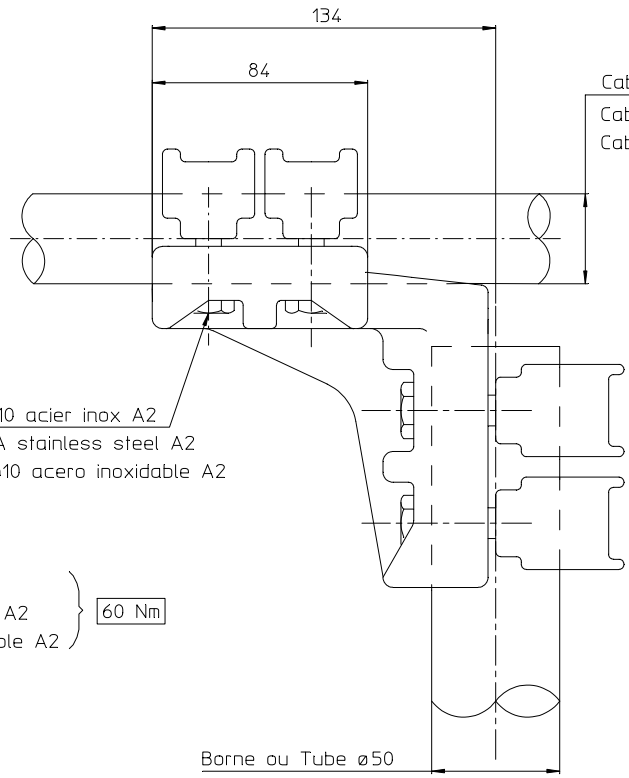 134
84
Cab
Cab
Cab
10 acier inox A2
A stainless steel A2
10 acero inoxidable A2
A2
ble A2
60 Nm
Borne ou Tube ø50